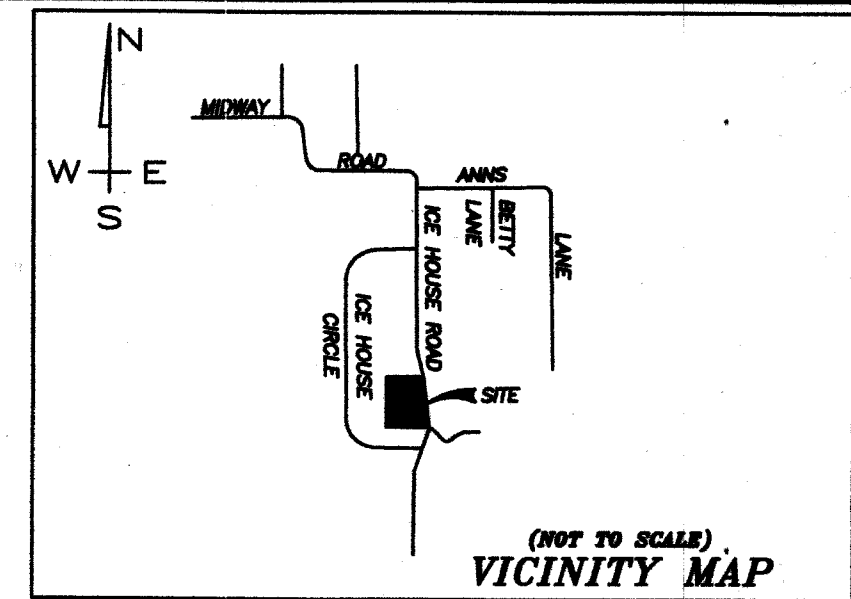 N
W E
S
MIDWAY
ROAD
ANNS
LANE
BETTY
LANE
ICE HOUSE ROAD
ICE HOUSE
CIRCLE
SITE
(NOT TO SCALE)
VICINITY MAP